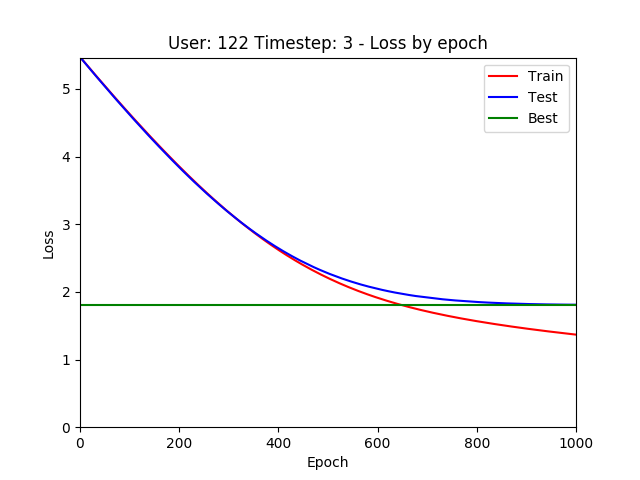 User: 122 Timestep: 3 - Loss by epoch
Train
Test
Best
5
4
3
2
1
0
Loss
0 200 400 600 800 1000
Epoch